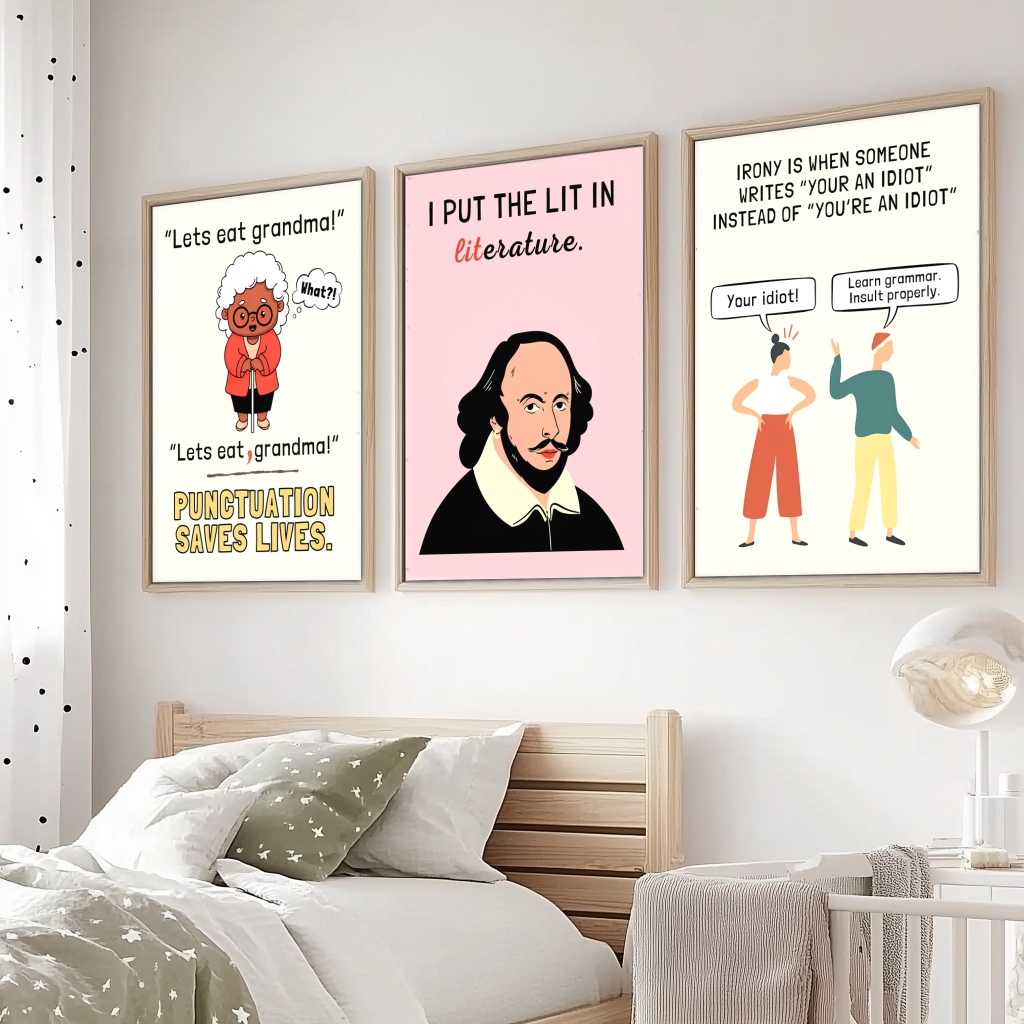 "Lets eat grandma!"
What?!
"Lets eat, grandma!"
PUNCTUATION
SAVES LIVES.
I PUT THE LIT IN
literature.
IRONY IS WHEN SOMEONE
WRITES "YOUR AN IDIOT"
INSTEAD OF "YOU'RE AN IDIOT"
Your idiot!
Learn grammar.
Insult properly.